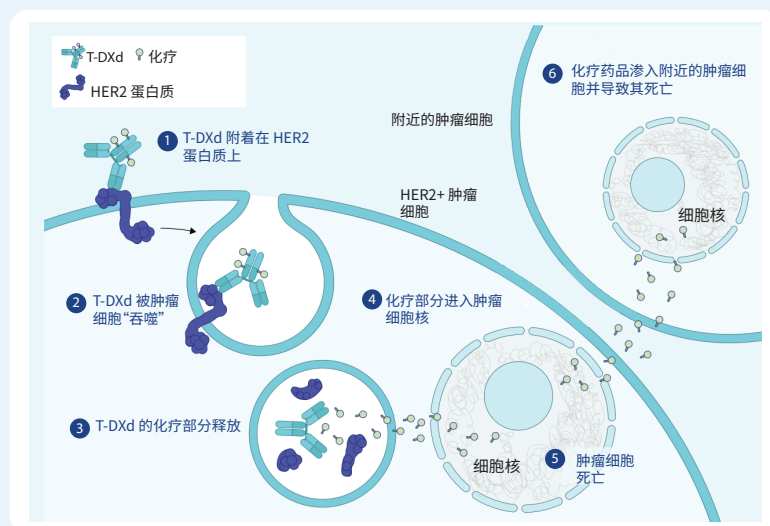 T-DXd 化疗
HER2 蛋白质
1 T-DXd 附着在 HER2
蛋白质上
2 T-DXd 被肿瘤
细胞“吞噬”
3 T-DXd 的化疗部分释放
附近的肿瘤细胞
HER2+ 肿瘤
细胞
4 化疗部分进入肿瘤
细胞核
细胞核
5 肿瘤细胞
死亡
6 化疗药品渗入附近的肿瘤细
胞并导致其死亡
细胞核